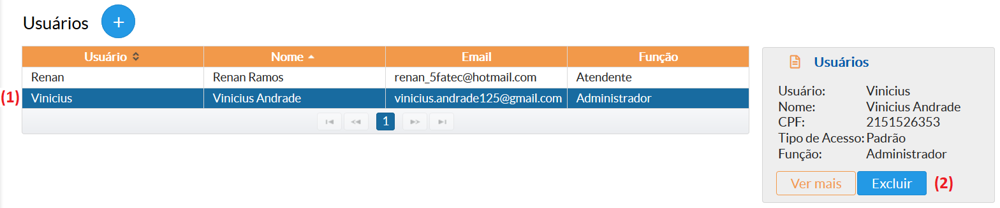 Usuários +
Usuário Nome Email Função
Renan Renan Ramos renan_5fatec@hotmail.com Atendente
(1) Vinicius Vinicius Andrade vinicius.andrade125@gmail.com Administrador
1
Usuários
Usuário: Vinicius
Nome: Vinicius Andrade
CPF: 2151526353
Tipo de Acesso: Padrão
Função: Administrador
Ver mais Excluir (2)